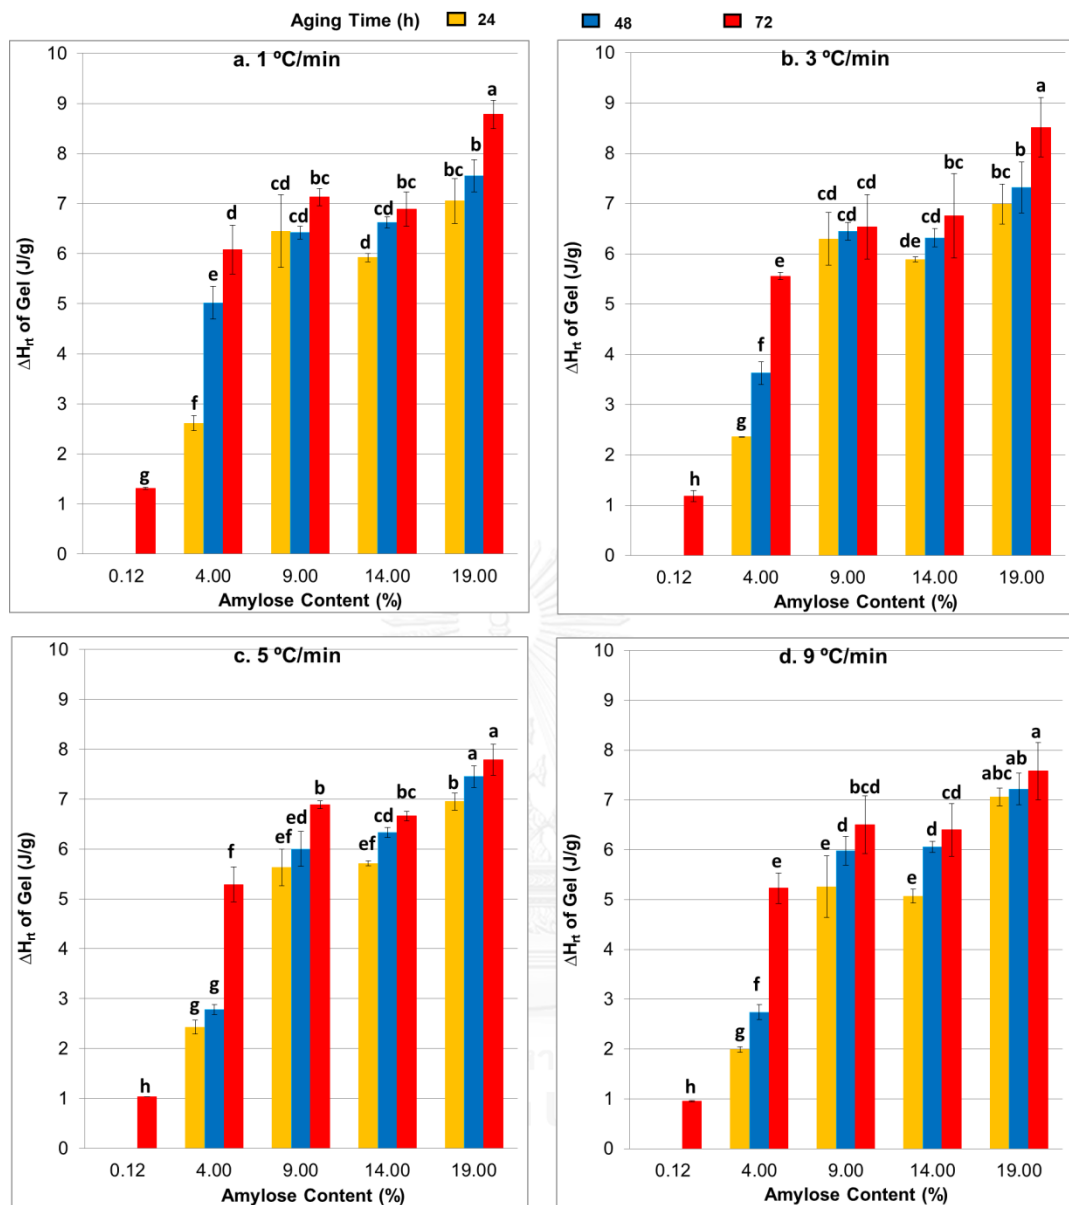 Aging Time (h) 24 48 72
a. 1 ºC/min
10
9
8
7
6
5
4
3
2
1
0
ΔHrt of Gel (J/g)
g
f e d
cd cd bc
d cd bc
bc b a
0.12 4.00 9.00 14.00 19.00
Amylose Content (%)
b. 3 ºC/min
10
9
8
7
6
5
4
3
2
1
0
ΔHrt of Gel (J/g)
h
g f e
cd cd cd
de cd bc
bc b a
0.12 4.00 9.00 14.00 19.00
Amylose Content (%)
c. 5 ºC/min
10
9
8
7
6
5
4
3
2
1
0
ΔHrt of Gel (J/g)
h
g g f
ef ed b
ef cd bc
b a a
0.12 4.00 9.00 14.00 19.00
Amylose Content (%)
d. 9 ºC/min
10
9
8
7
6
5
4
3
2
1
0
ΔHrt of Gel (J/g)
h
g f e
e d bcd
e d cd
abc ab a
0.12 4.00 9.00 14.00 19.00
Amylose Content (%)